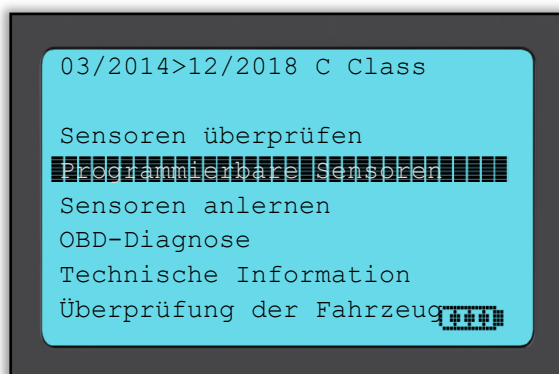 03/2014>12/2018 C Class
Sensoren überprüfen
Programmierbare Sensoren
Sensoren anlernen
OBD-Diagnose
Technische Information
Überprüfung der Fahrzeug